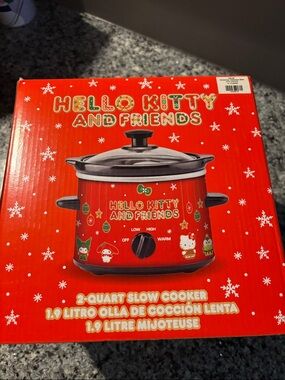 HELLO KITTY
AND FRIENDS
HELLO KITTY
AND FRIENDS
LOW HIGH
OFF WARM
2-QUART SLOW COOKER
1.9 LITRO OLLA DE COCCIÓN LENTA
1.9 LITRE MIJOTEUSE